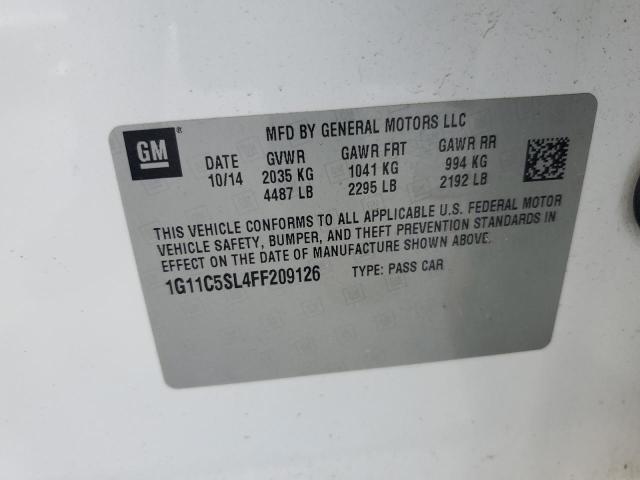 MFD BY GENERAL MOTORS LLC
GM®
DATE GVWR GAWR FRT GAWR RR
10/14 2035 KG 1041 KG 994 KG
4487 LB 2295 LB 2192 LB
THIS VEHICLE CONFORMS TO ALL APPLICABLE U.S. FEDERAL MOTOR
VEHICLE SAFETY, BUMPER, AND THEFT PREVENTION STANDARDS IN
EFFECT ON THE DATE OF MANUFACTURE SHOWN ABOVE.
1G11C5SL4FF209126 TYPE: PASS CAR